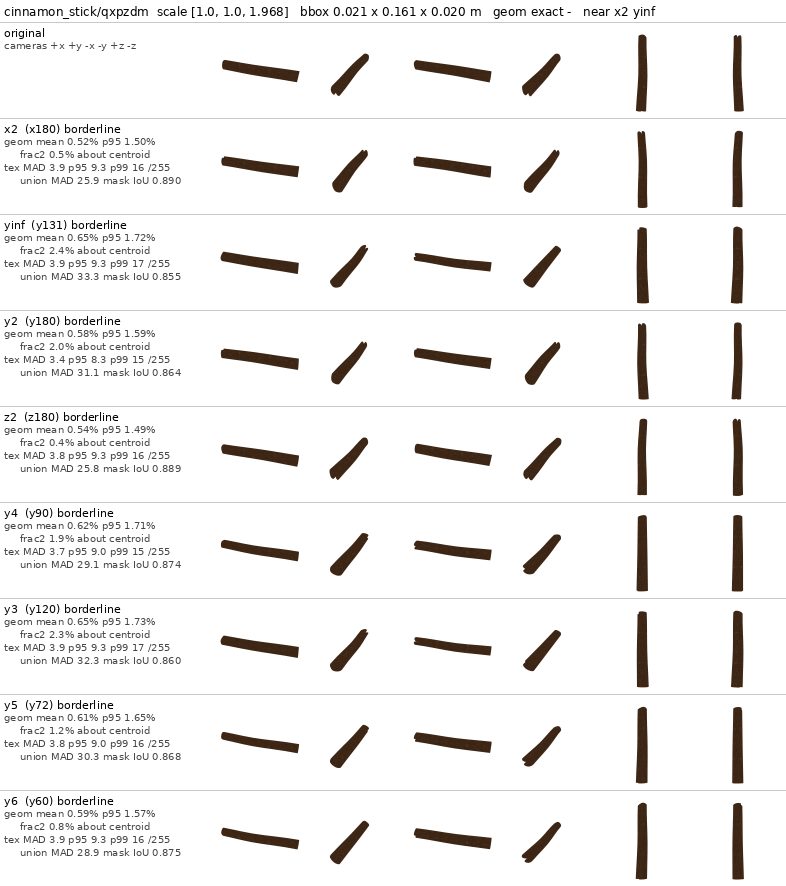 cinnamon_stick/qxpzdm  scale [1.0, 1.0, 1.968]   bbox 0.021 x 0.161 x 0.020 m   geom exact -   near x2 yinf
original
cameras +x +y -x -y +z -z
x2  (x180) borderline
geom mean 0.52% p95 1.50%
frac2 0.5% about centroid
tex MAD 3.9 p95 9.3 p99 16 /255
union MAD 25.9 mask IoU 0.890
yinf  (y131) borderline
geom mean 0.65% p95 1.72%
frac2 2.4% about centroid
tex MAD 3.9 p95 9.3 p99 17 /255
union MAD 33.3 mask IoU 0.855
y2  (y180) borderline
geom mean 0.58% p95 1.59%
frac2 2.0% about centroid
tex MAD 3.4 p95 8.3 p99 15 /255
union MAD 31.1 mask IoU 0.864
z2  (z180) borderline
geom mean 0.54% p95 1.49%
frac2 0.4% about centroid
tex MAD 3.8 p95 9.3 p99 16 /255
union MAD 25.8 mask IoU 0.889
y4  (y90) borderline
geom mean 0.62% p95 1.71%
frac2 1.9% about centroid
tex MAD 3.7 p95 9.0 p99 15 /255
union MAD 29.1 mask IoU 0.874
y3  (y120) borderline
geom mean 0.65% p95 1.73%
frac2 2.3% about centroid
tex MAD 3.9 p95 9.3 p99 17 /255
union MAD 32.3 mask IoU 0.860
y5  (y72) borderline
geom mean 0.61% p95 1.65%
frac2 1.2% about centroid
tex MAD 3.8 p95 9.0 p99 16 /255
union MAD 30.3 mask IoU 0.868
y6  (y60) borderline
geom mean 0.59% p95 1.57%
frac2 0.8% about centroid
tex MAD 3.9 p95 9.3 p99 16 /255
union MAD 28.9 mask IoU 0.875